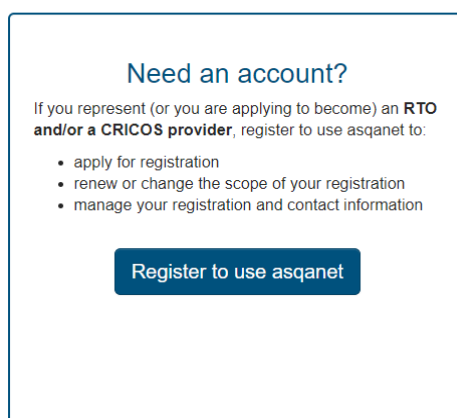 Need an account?
If you represent (or you are applying to become) an RTO
and/or a CRICOS provider, register to use asqanet to:
• apply for registration
• renew or change the scope of your registration
• manage your registration and contact information
Register to use asqanet